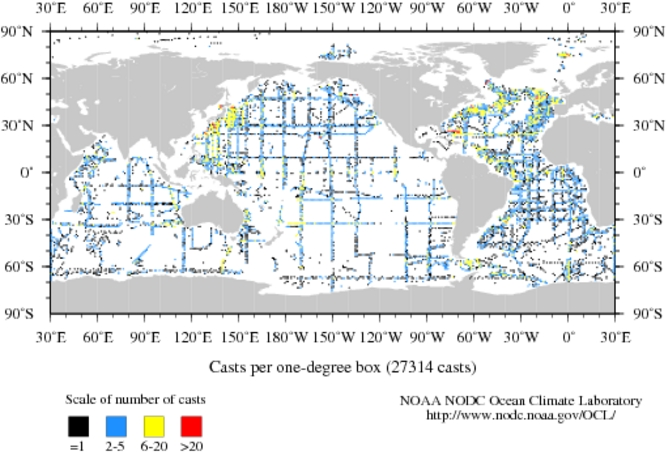 30°E 60°E 90°E 120°E 150°E 180°W 150°W 120°W 90°W 60°W 30°W 0° 30°E
90°N 90°N
60°N 60°N
30°N 30°N
0° 0°
30°S 30°S
60°S 60°S
90°S 90°S
30°E 60°E 90°E 120°E 150°E 180°W 150°W 120°W 90°W 60°W 30°W 0° 30°E
Casts per one-degree box (27314 casts)
Scale of number of casts
=1 2-5 6-20 >20
NOAA NODC Ocean Climate Laboratory
http://www.nodc.noaa.gov/OCL/